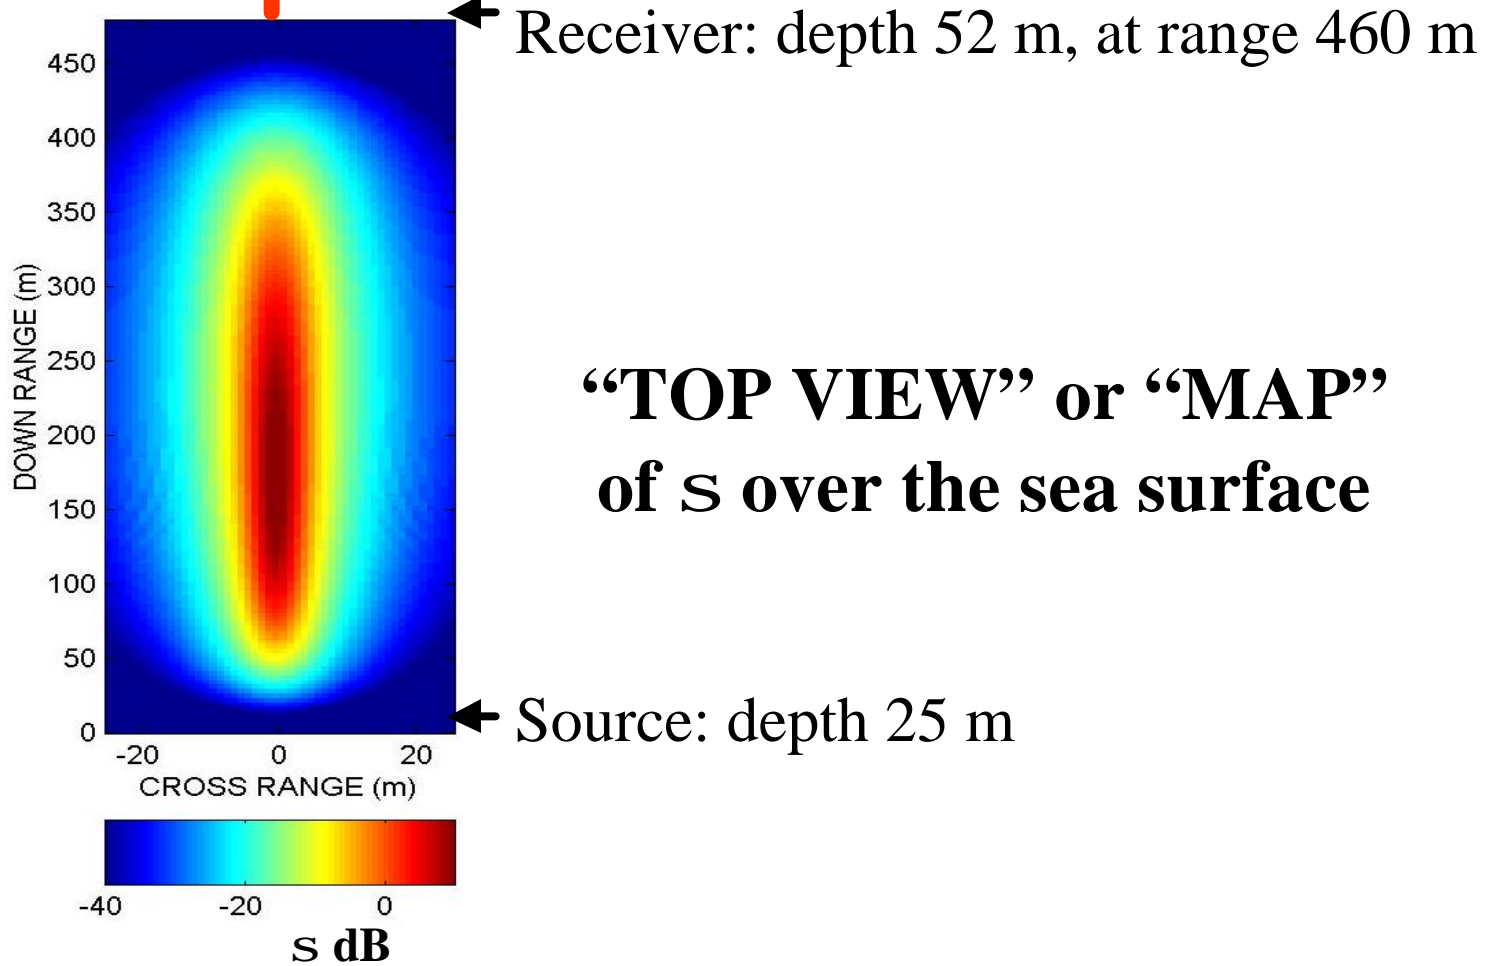 Receiver: depth 52 m, at range 460 m
450
400
350
300
250
200
150
100
50
0
DOWN RANGE (m)
-20 0 20
CROSS RANGE (m)
“TOP VIEW” or “MAP”
of s over the sea surface
Source: depth 25 m
-40 -20 0
s dB